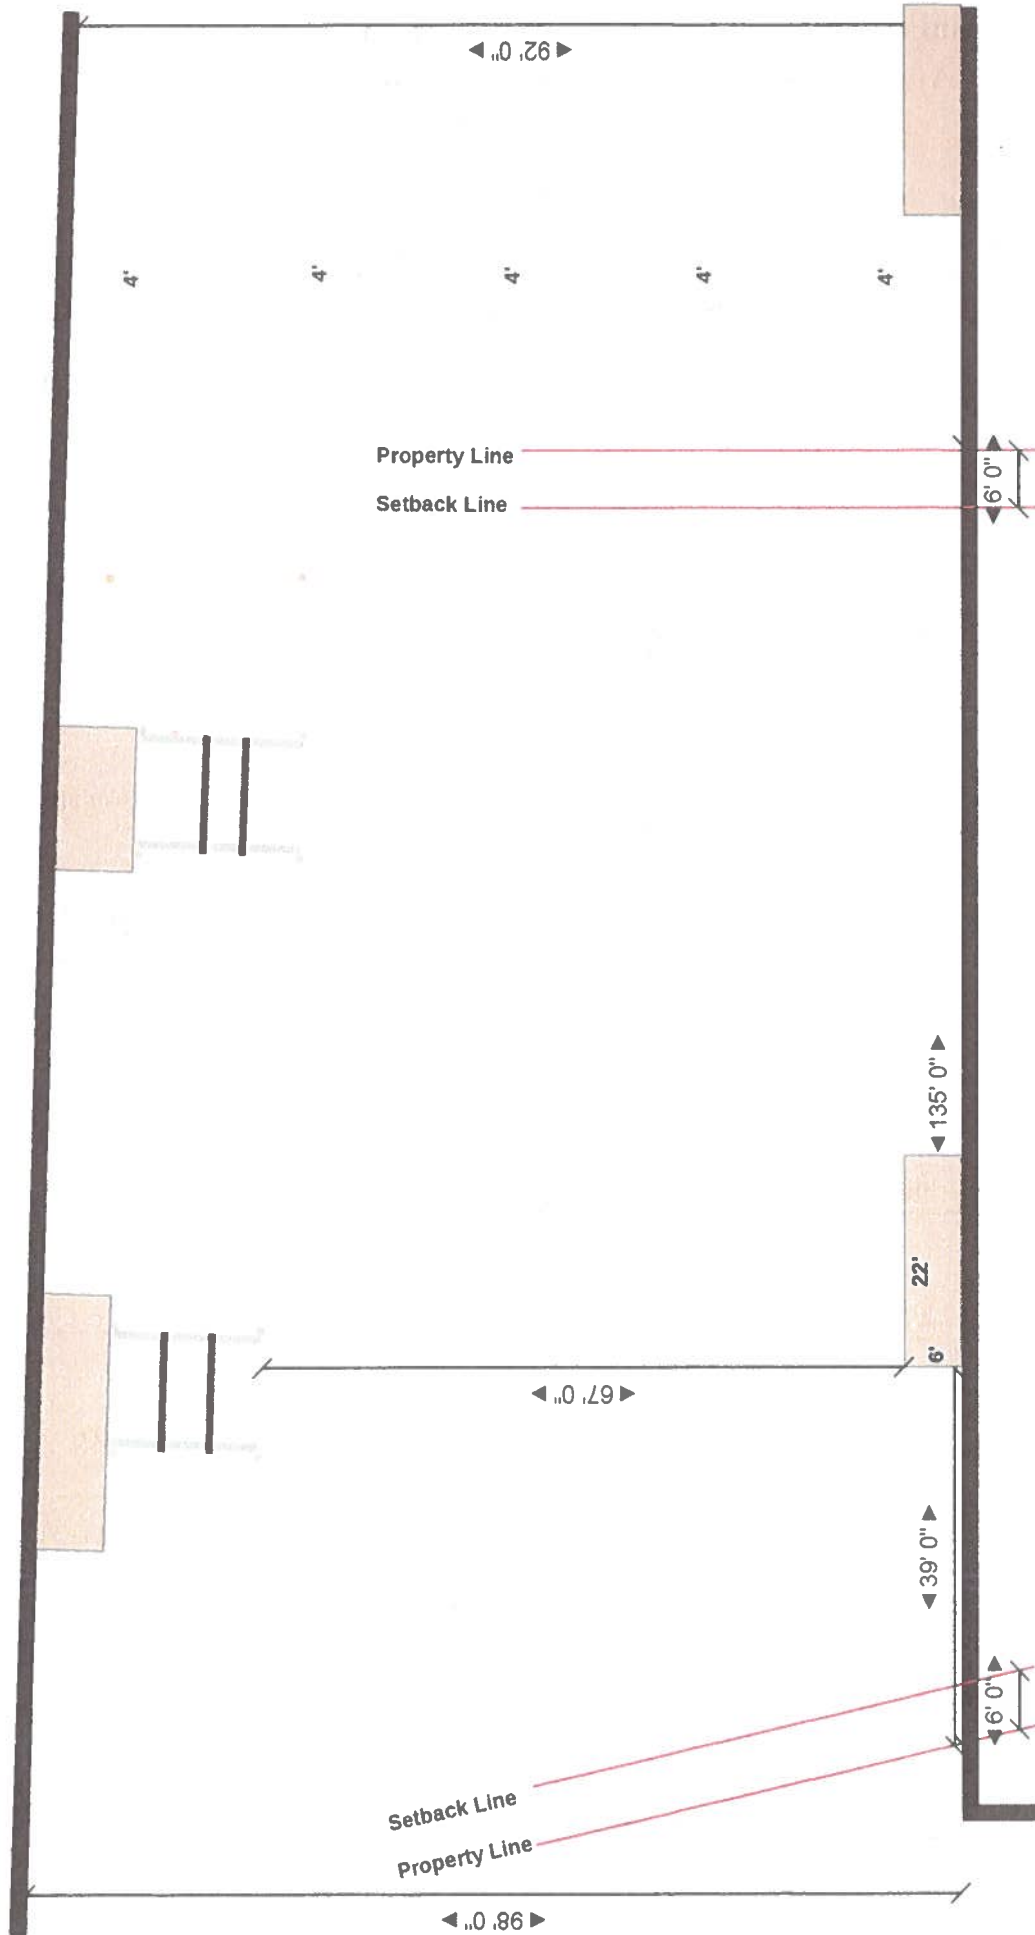 ◄ 92' 0" ►
4'
4'
4'
4'
4'
Property Line
Setback Line
◄ 6' 0" ►
◄ 135' 0" ►
22'
6'
◄ 67' 0" ►
◄ 39' 0" ►
◄ 6' 0" ►
Setback Line
Property Line
◄ 98' 0" ►